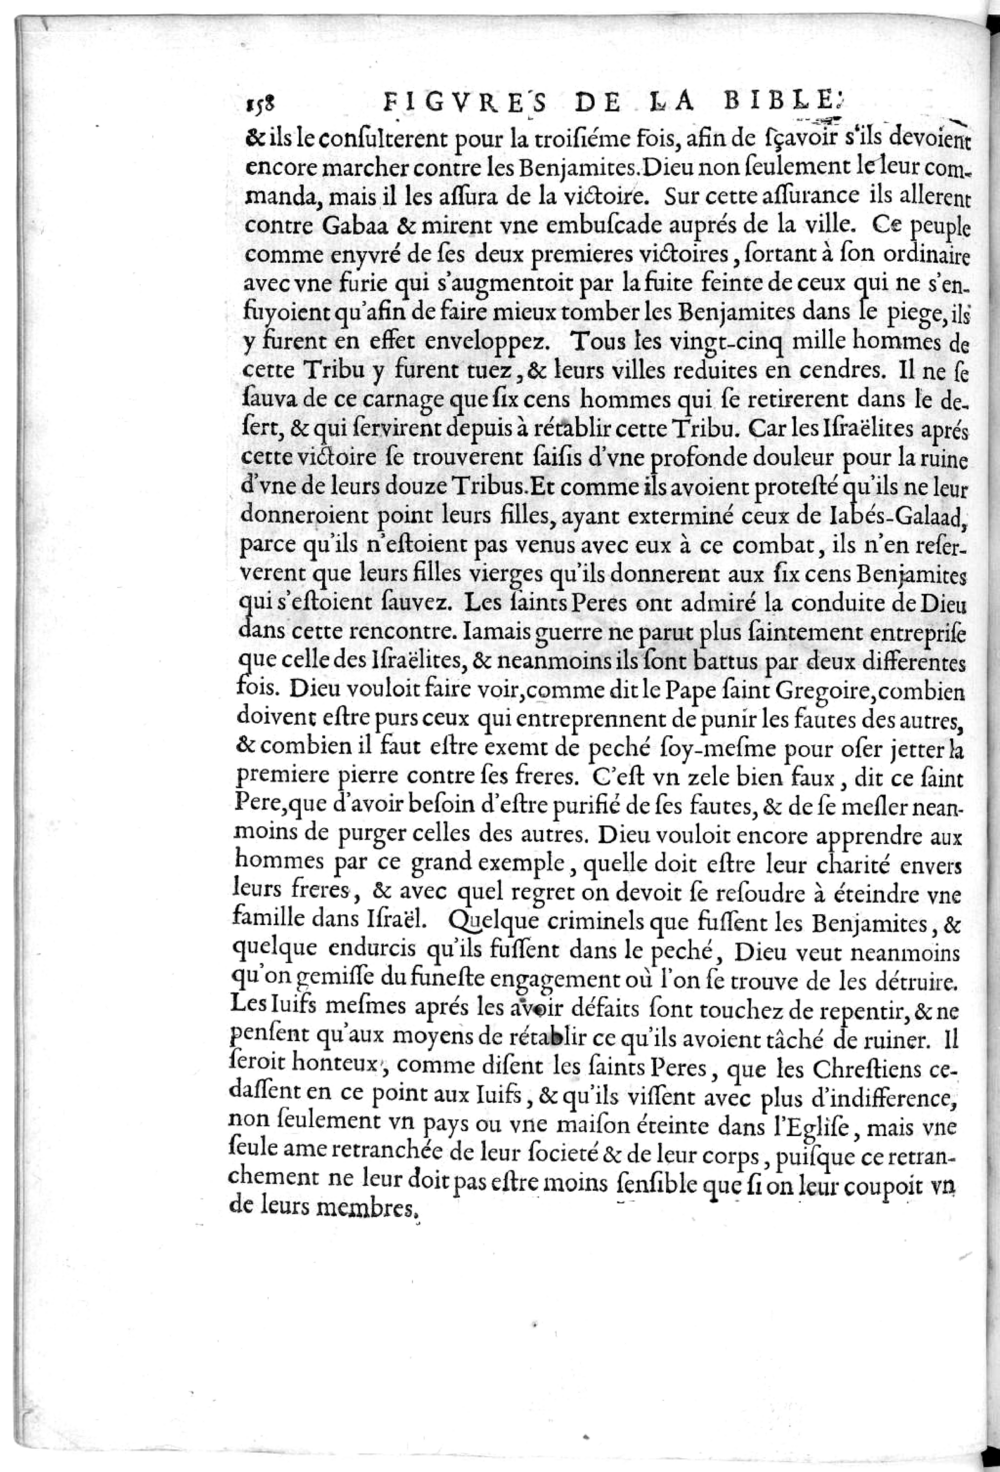 158 FIGVRES DE LA BIBLE.
& ils le conſulterent pour la troiſiéme fois, afin de ſçavoir s'ils devoient
encore marcher contre les Benjamites. Dieu non ſeulement le leur com-
manda, mais il les aſſura de la victoire. Sur cette aſſurance ils allerent
contre Gabaa & mirent vne embuſcade auprés de la ville. Ce peuple
comme enyvré de ſes deux premieres victoires, ſortant à ſon ordinaire
avec vne furie qui s'augmentoit par la fuite feinte de ceux qui ne s'en-
fuyoient qu'afin de faire mieux tomber les Benjamites dans le piege, ils
y furent en effet enveloppez. Tous les vingt-cinq mille hommes de
cette Tribu y furent tuez, & leurs villes reduites en cendres. Il ne ſe
ſauva de ce carnage que ſix cens hommes qui ſe retirerent dans le de-
ſert, & qui ſervirent depuis à rétablir cette Tribu. Car les Iſraëlites aprés
cette victoire ſe trouverent ſaiſis d'vne profonde douleur pour la ruine
d'vne de leurs douze Tribus. Et comme ils avoient proteſté qu'ils ne leur
donneroient point leurs filles, ayant exterminé ceux de Iabés-Galaad,
parce qu'ils n'eſtoient pas venus avec eux à ce combat, ils n'en reſer-
verent que leurs filles vierges qu'ils donnerent aux ſix cens Benjamites
qui s'eſtoient ſauvez. Les ſaints Peres ont admiré la conduite de Dieu
dans cette rencontre. Iamais guerre ne parut plus ſaintement entrepriſe
que celle des Iſraëlites, & neanmoins ils ſont battus par deux differentes
fois. Dieu vouloit faire voir, comme dit le Pape ſaint Gregoire, combien
doivent eſtre purs ceux qui entreprennent de punir les fautes des autres,
& combien il faut eſtre exemt de peché ſoy-meſme pour oſer jetter la
premiere pierre contre ſes freres. C'eſt vn zele bien faux, dit ce ſaint
Pere, que d'avoir beſoin d'eſtre purifié de ſes fautes, & de ſe meſler nean-
moins de purger celles des autres. Dieu vouloit encore apprendre aux
hommes par ce grand exemple, quelle doit eſtre leur charité envers
leurs freres, & avec quel regret on devoit ſe reſoudre à éteindre vne
famille dans Iſraël. Quelque criminels que fuſſent les Benjamites, &
quelque endurcis qu'ils fuſſent dans le peché, Dieu veut neanmoins
qu'on gemiſſe du funeſte engagement où l'on ſe trouve de les détruire.
Les Iuifs meſmes aprés les avoir défaits ſont touchez de repentir, & ne
penſent qu'aux moyens de rétablir ce qu'ils avoient tâché de ruiner. Il
ſeroit honteux, comme diſent les ſaints Peres, que les Chreſtiens ce-
daſſent en ce point aux Iuifs, & qu'ils viſſent avec plus d'indifference,
non ſeulement vn pays ou vne maiſon éteinte dans l'Egliſe, mais vne
ſeule ame retranchée de leur ſocieté & de leur corps, puiſque ce retran-
chement ne leur doit pas eſtre moins ſenſible que ſi on leur coupoit vn
de leurs membres.